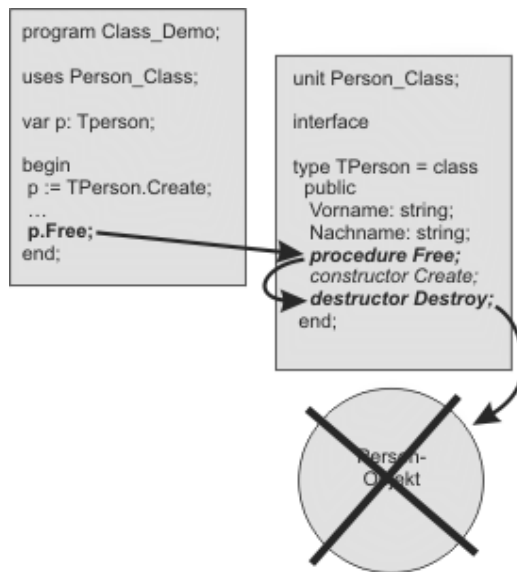 program Class_Demo;
uses Person_Class;
var p: Tperson;
begin
p := TPerson.Create;
...
p.Free;
end;
unit Person_Class;
interface
type TPerson = class
public
Vorname: string;
Nachname: string;
procedure Free;
constructor Create;
destructor Destroy;
end;
Person-
Objekt